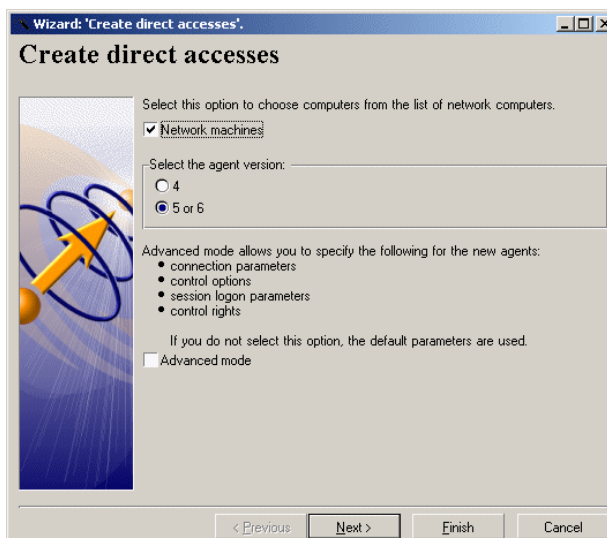 Wizard: 'Create direct accesses'.
Create direct accesses
Select this option to choose computers from the list of network computers.
Network machines
Select the agent version:
4
5 or 6
Advanced mode allows you to specify the following for the new agents:
• connection parameters
• control options
• session logon parameters
• control rights
If you do not select this option, the default parameters are used.
Advanced mode
< Previous Next > Finish Cancel